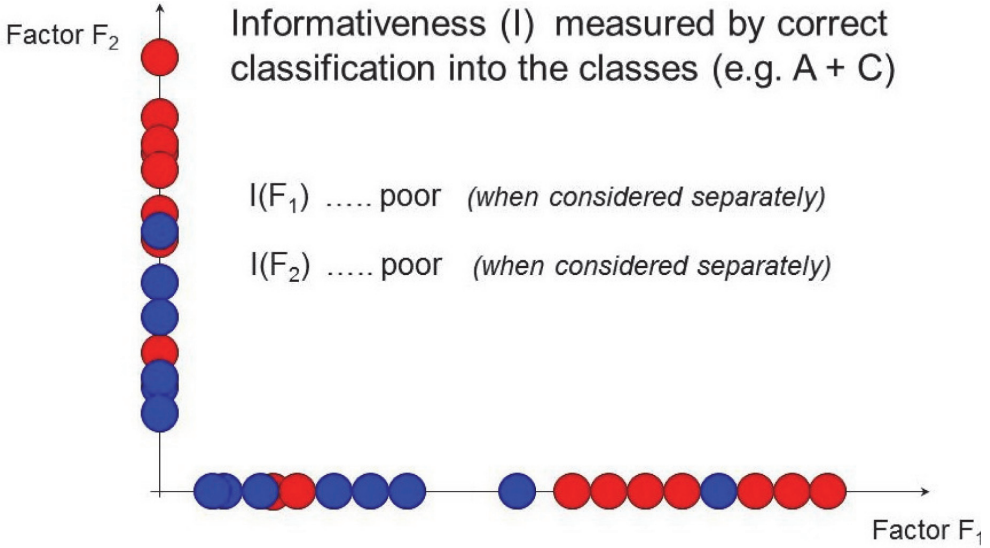 Factor F₂
Informativeness (I) measured by correct
classification into the classes (e.g. A + C)
I(F₁) ..... poor (when considered separately)
I(F₂) ..... poor (when considered separately)
Factor F₁